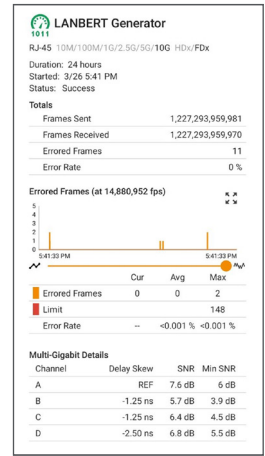 LANBERT Generator
1011
RJ-45 10M/100M/1G/2.5G/5G/10G HDx/FDx
Duration: 24 hours
Started: 3/26 5:41 PM
Status: Success
Totals
Frames Sent 1,227,293,959,981
Frames Received 1,227,293,959,970
Errored Frames 11
Error Rate 0 %
Errored Frames (at 14,880,952 fps)
5
4
3
2
1
0
5:41:33 PM 5:41:33 PM
Cur Avg Max
Errored Frames 0 0 2
Limit 148
Error Rate -- <0.001 % <0.001 %
Multi-Gigabit Details
Channel Delay Skew SNR Min SNR
A REF 7.6 dB 6 dB
B -1.25 ns 5.7 dB 3.9 dB
C -1.25 ns 6.4 dB 4.5 dB
D -2.50 ns 6.8 dB 5.5 dB